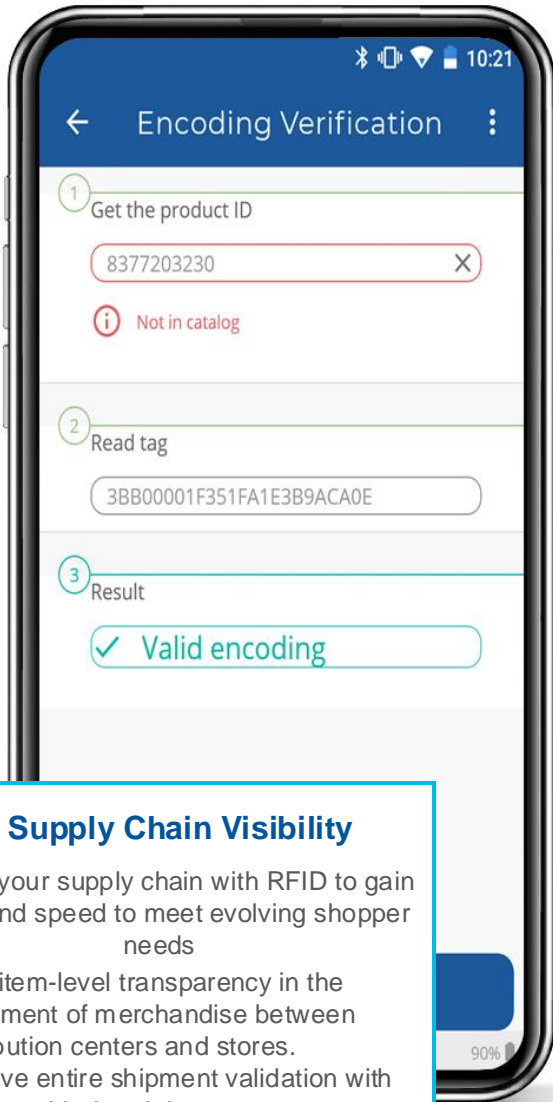 10:21
Encoding Verification
1
Get the product ID
8377203230
Not in catalog
2
Read tag
3BB00001F351FA1E3B9ACA0E
3
Result
Valid encoding
Supply Chain Visibility
your supply chain with RFID to gain
nd speed to meet evolving shopper
needs
item-level transparency in the
ment of merchandise between
bution centers and stores.
ve entire shipment validation with
90%